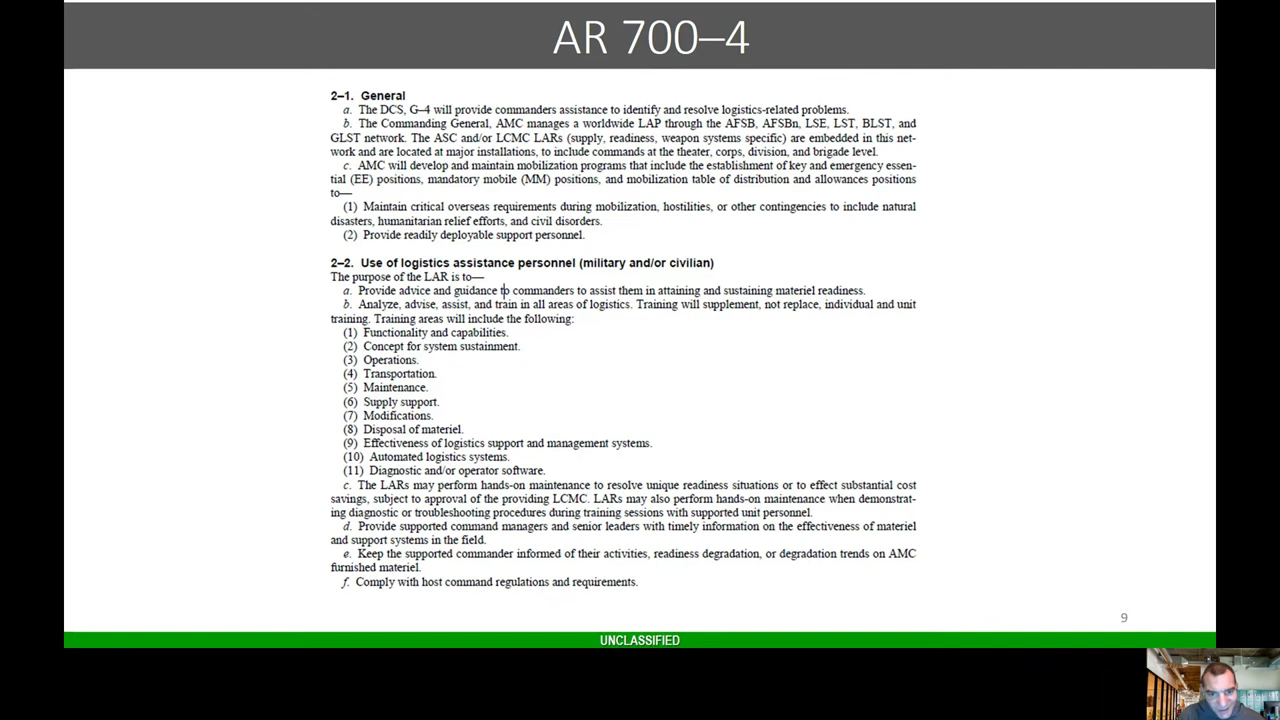 AR 700–4
2–1. General
a. The DCS, G–4 will provide commanders assistance to identify and resolve logistics-related problems.
b. The Commanding General, AMC manages a worldwide LAP through the AFSB, AFSBn, LSE, LST, BLST, and
GLST network. The ASC and/or LCMC LARs (supply, readiness, weapon systems specific) are embedded in this net-
work and are located at major installations, to include commands at the theater, corps, division, and brigade level.
c. AMC will develop and maintain mobilization programs that include the establishment of key and emergency essen-
tial (EE) positions, mandatory mobile (MM) positions, and mobilization table of distribution and allowances positions
to—
(1) Maintain critical overseas requirements during mobilization, hostilities, or other contingencies to include natural
disasters, humanitarian relief efforts, and civil disorders.
(2) Provide readily deployable support personnel.
2–2. Use of logistics assistance personnel (military and/or civilian)
The purpose of the LAR is to—
a. Provide advice and guidance to commanders to assist them in attaining and sustaining materiel readiness.
b. Analyze, advise, assist, and train in all areas of logistics. Training will supplement, not replace, individual and unit
training. Training areas will include the following:
(1) Functionality and capabilities.
(2) Concept for system sustainment.
(3) Operations.
(4) Transportation.
(5) Maintenance.
(6) Supply support.
(7) Modifications.
(8) Disposal of materiel.
(9) Effectiveness of logistics support and management systems.
(10) Automated logistics systems.
(11) Diagnostic and/or operator software.
c. The LARs may perform hands-on maintenance to resolve unique readiness situations or to effect substantial cost
savings, subject to approval of the providing LCMC. LARs may also perform hands-on maintenance when demonstrat-
ing diagnostic or troubleshooting procedures during training sessions with supported unit personnel.
d. Provide supported command managers and senior leaders with timely information on the effectiveness of materiel
and support systems in the field.
e. Keep the supported commander informed of their activities, readiness degradation, or degradation trends on AMC
furnished materiel.
f. Comply with host command regulations and requirements.
9
UNCLASSIFIED